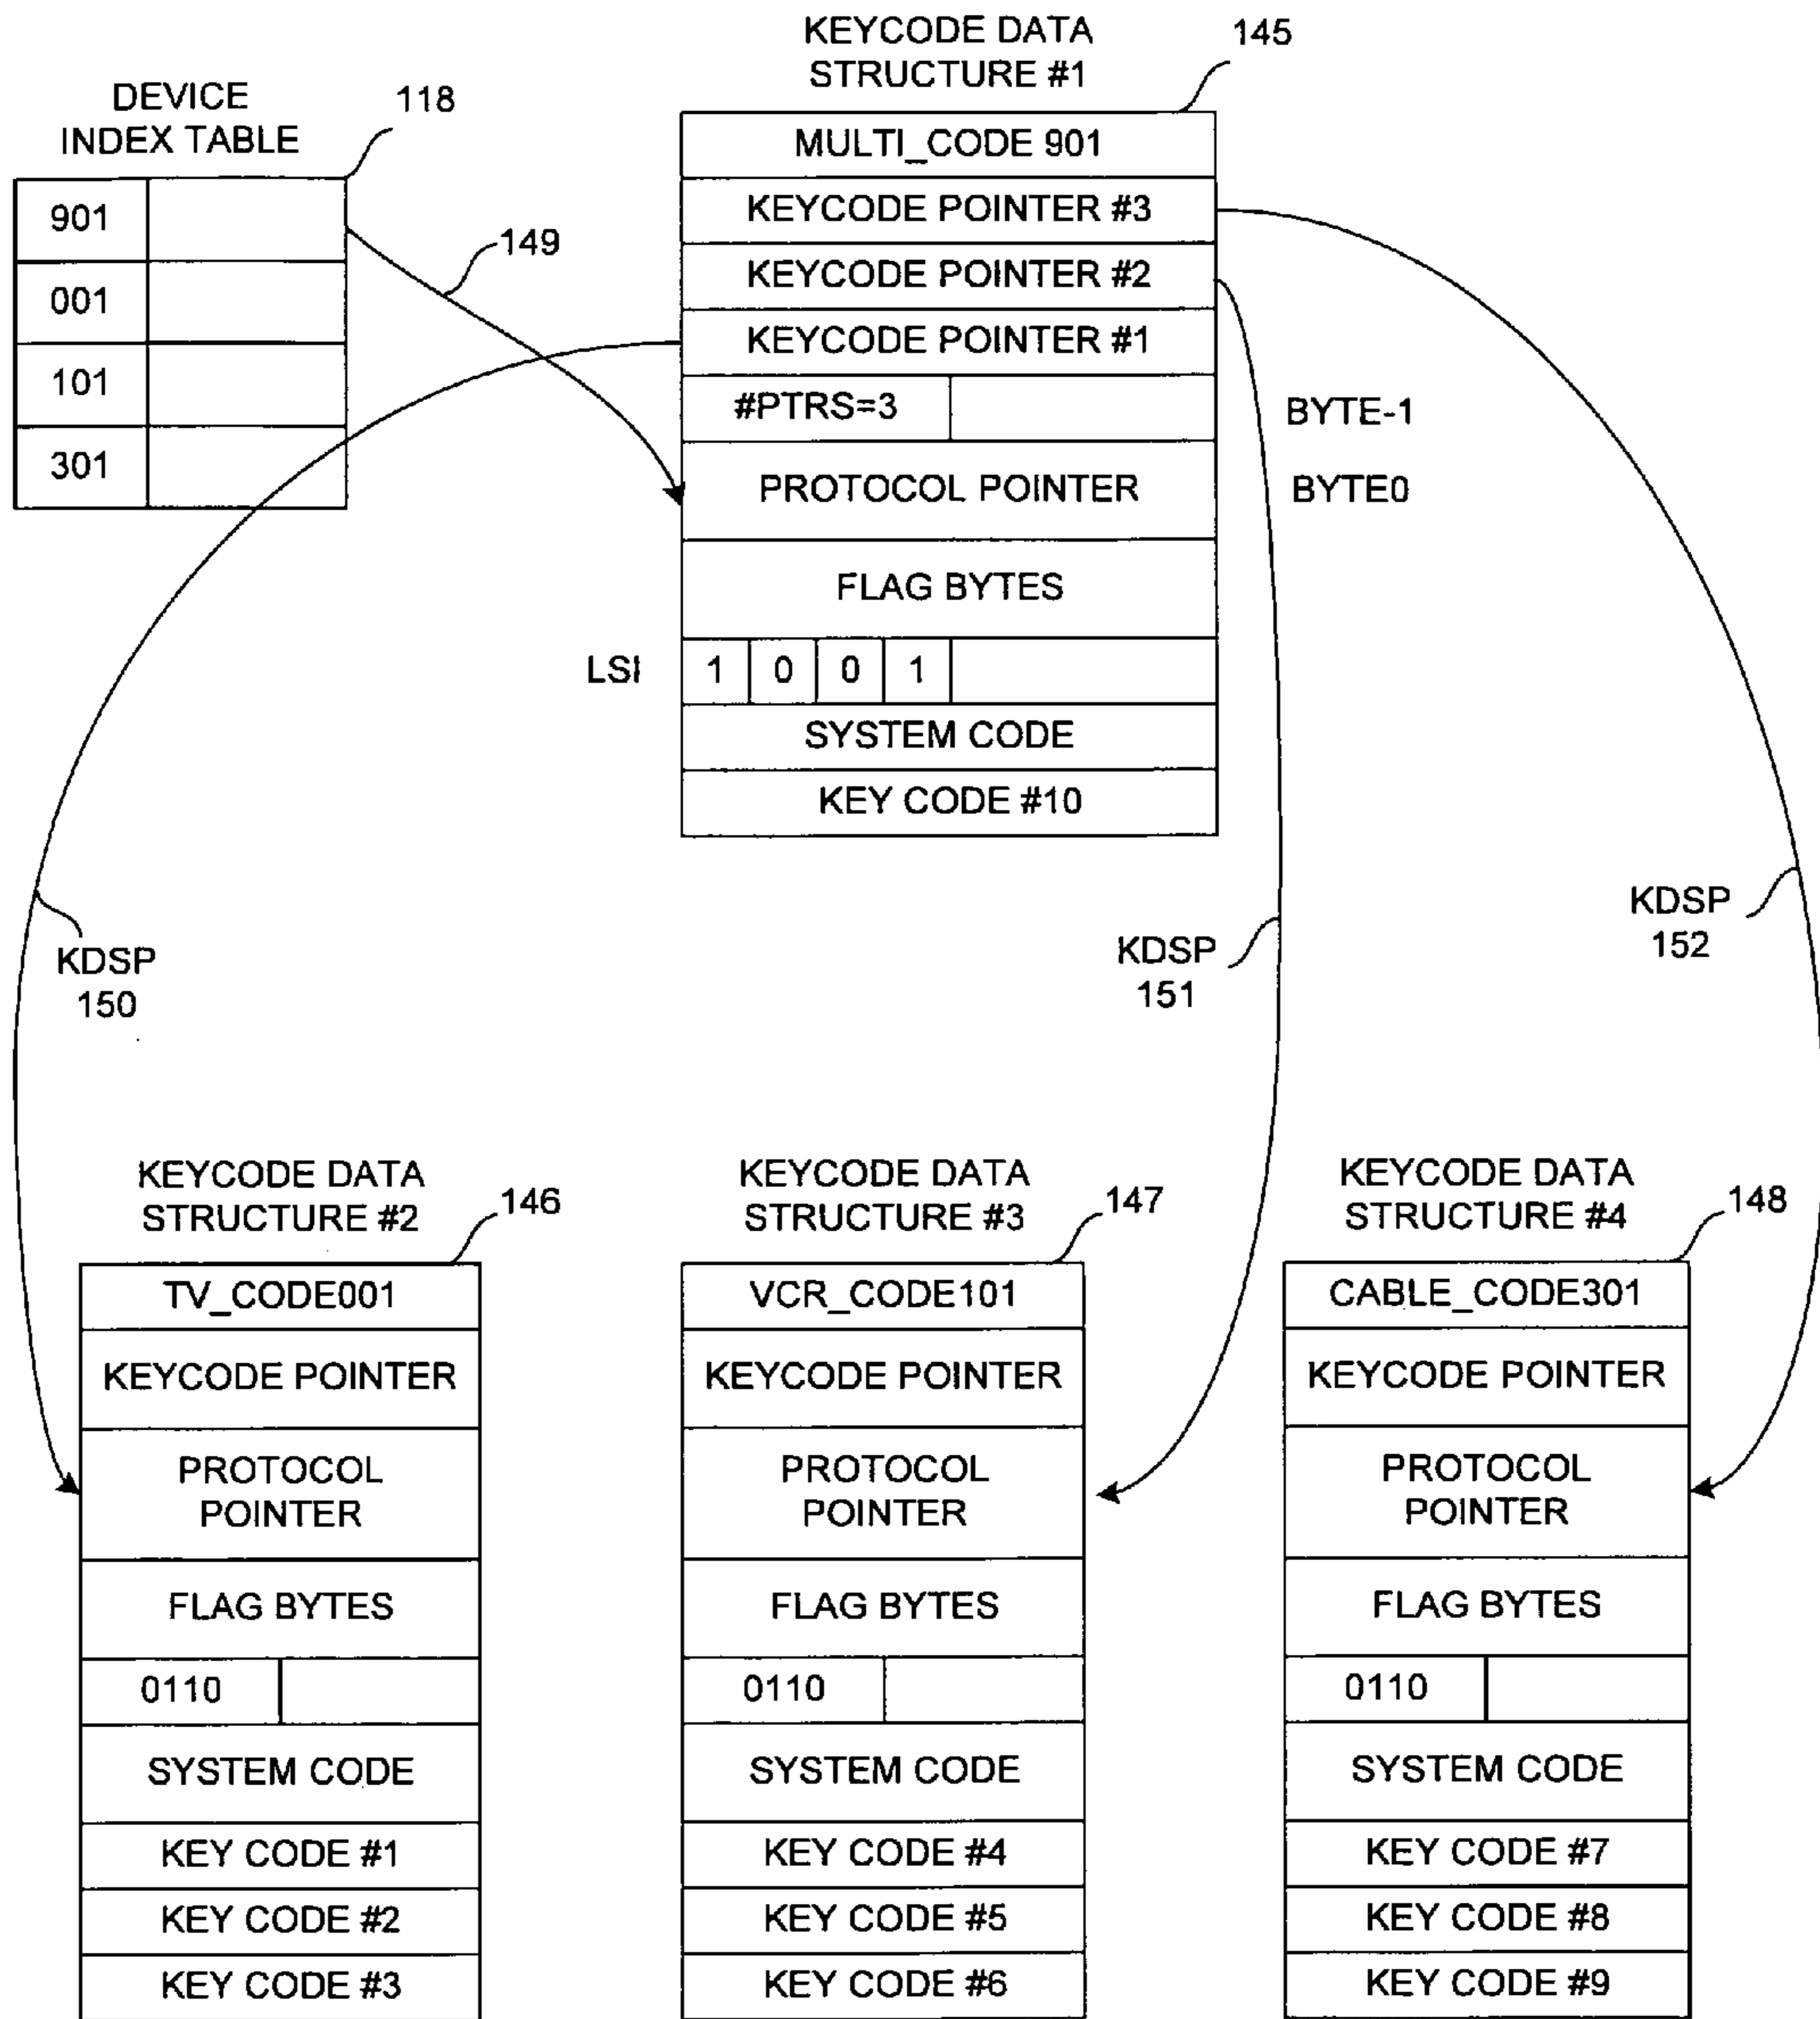 KEYCODE DATA
STRUCTURE #1
145
DEVICE
INDEX TABLE
118
901
001
101
301
149
MULTI_CODE 901
KEYCODE POINTER #3
KEYCODE POINTER #2
KEYCODE POINTER #1
#PTRS=3
BYTE-1
PROTOCOL POINTER
BYTE0
FLAG BYTES
LSI 1 0 0 1
SYSTEM CODE
KEY CODE #10
KDSP
150
KDSP
151
KDSP
152
KEYCODE DATA
STRUCTURE #2
146
TV_CODE001
KEYCODE POINTER
PROTOCOL
POINTER
FLAG BYTES
0110
SYSTEM CODE
KEY CODE #1
KEY CODE #2
KEY CODE #3
KEYCODE DATA
STRUCTURE #3
147
VCR_CODE101
KEYCODE POINTER
PROTOCOL
POINTER
FLAG BYTES
0110
SYSTEM CODE
KEY CODE #4
KEY CODE #5
KEY CODE #6
KEYCODE DATA
STRUCTURE #4
148
CABLE_CODE301
KEYCODE POINTER
PROTOCOL
POINTER
FLAG BYTES
0110
SYSTEM CODE
KEY CODE #7
KEY CODE #8
KEY CODE #9